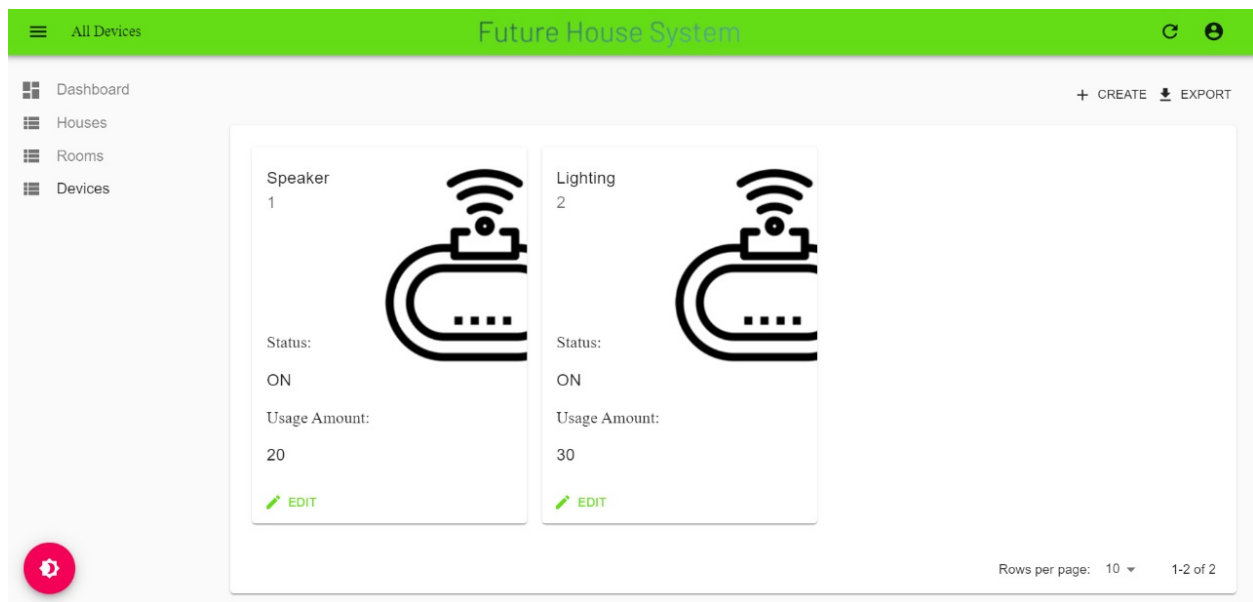 All Devices
Future House System
Dashboard
Houses
Rooms
Devices
CREATE
EXPORT
Speaker
1
Status:
ON
Usage Amount:
20
EDIT
Lighting
2
Status:
ON
Usage Amount:
30
EDIT
Rows per page: 10
1-2 of 2